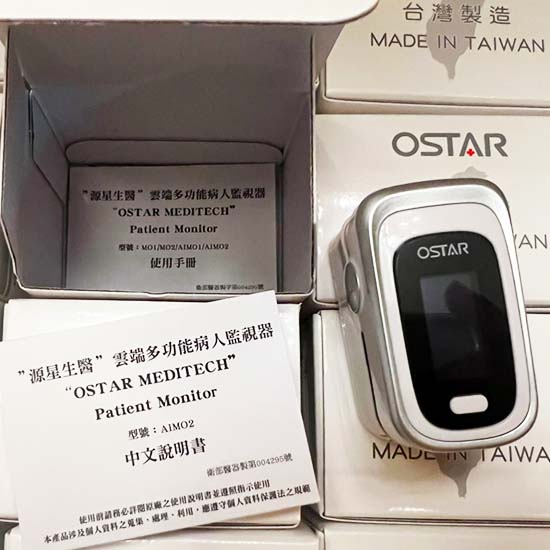 台灣製造
MADE IN TAIWAN
OSTAR
MADE IN TAIWAN
"源星生醫" 雲端多功能病人監視器
"OSTAR MEDITECH"
Patient Monitor
型號：MO1/MO2/AIMO1/AIMO2
使用手冊
衛部醫器製字第004295號
OSTAR
"源星生醫" 雲端多功能病人監視器
"OSTAR MEDITECH"
Patient Monitor
型號：AIMO2
中文說明書
衛部醫器製第004295號
使用前請務必詳閱原廠之使用說明書並遵照指示使用
本產品涉及個人資料之蒐集、處理、利用，應遵守個人資料保護法之規範
MADE IN TAIWAN